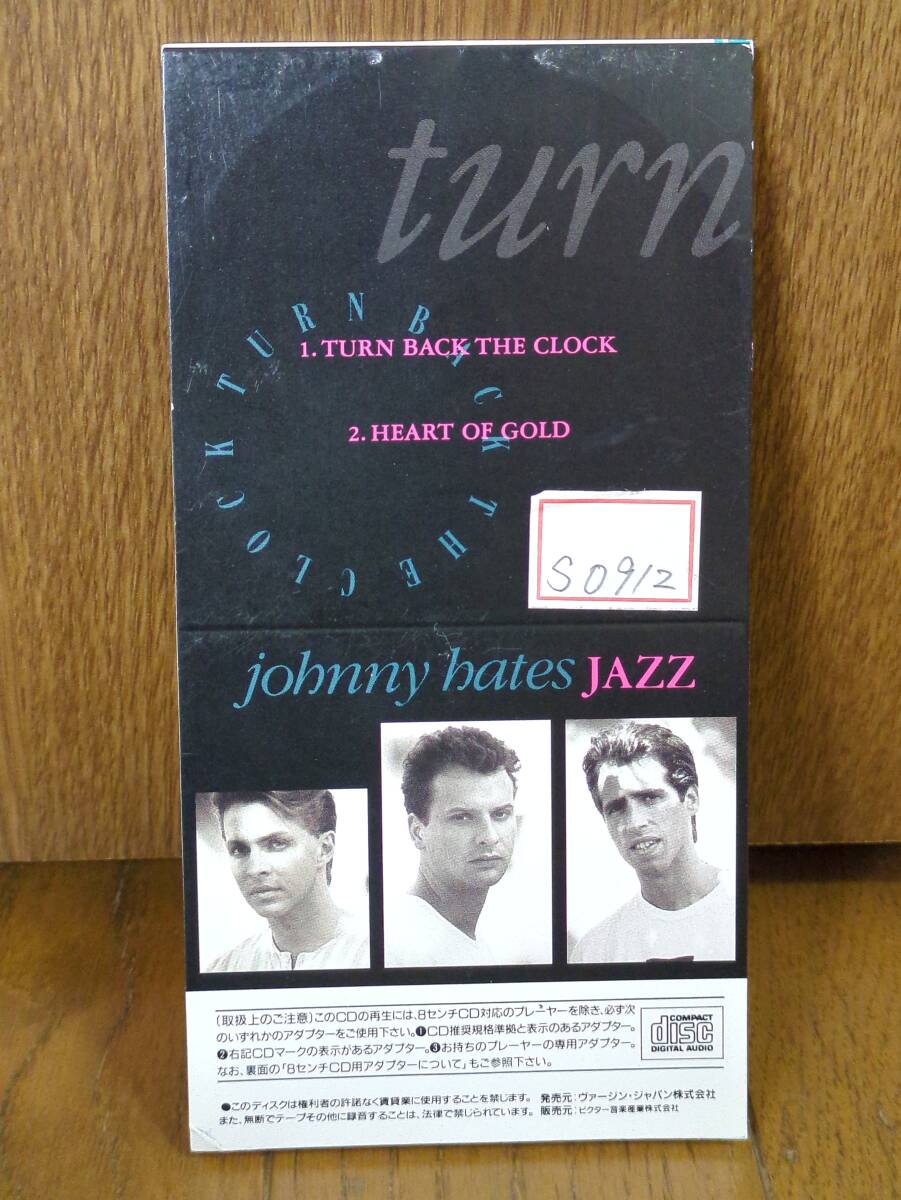 turn
TURN BACK THE CLOCK
1. TURN BACK THE CLOCK
2. HEART OF GOLD
S0912
johnny hates JAZZ
(取扱上のご注意)このCDの再生には、8センチCD対応のプレーヤーを除き、必ず次
のいずれかのアダプターをご使用下さい。❶CD推奨規格準拠と表示のあるアダプター。
❷右記CDマークの表示があるアダプター。❸お持ちのプレーヤーの専用アダプター。
なお、裏面の「8センチCD用アダプターについて」もご参照下さい。
COMPACT
disc
DIGITAL AUDIO
●このディスクは権利者の許諾なく賃貸業に使用することを禁じます。
また、無断でテープその他に録音することは、法律で禁じられています。
発売元:ヴァージン・ジャパン株式会社
販売元:ビクター音楽産業株式会社